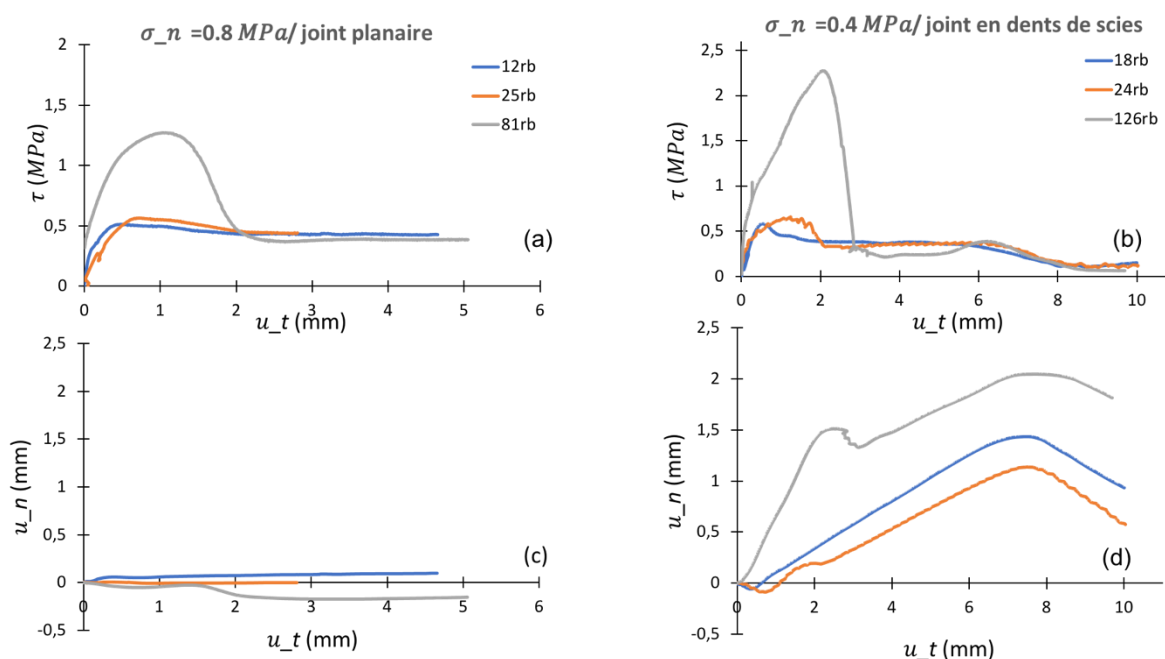 σ_n =0.8 MPa/ joint planaire
2
1,5
1
0,5
0
τ (MPa)
12rb
25rb
81rb
(a)
0 1 2 3 4 5 6
u_t (mm)
σ_n =0.4 MPa/ joint en dents de scies
2,5
2
1,5
1
0,5
0
τ (MPa)
18rb
24rb
126rb
(b)
0 2 4 6 8 10
u_t (mm)
2,5
2
1,5
1
0,5
0
-0,5
u_n (mm)
(c)
0 1 2 3 4 5 6
u_t (mm)
2,5
2
1,5
1
0,5
0
-0,5
u_n (mm)
(d)
0 2 4 6 8 10
u_t (mm)